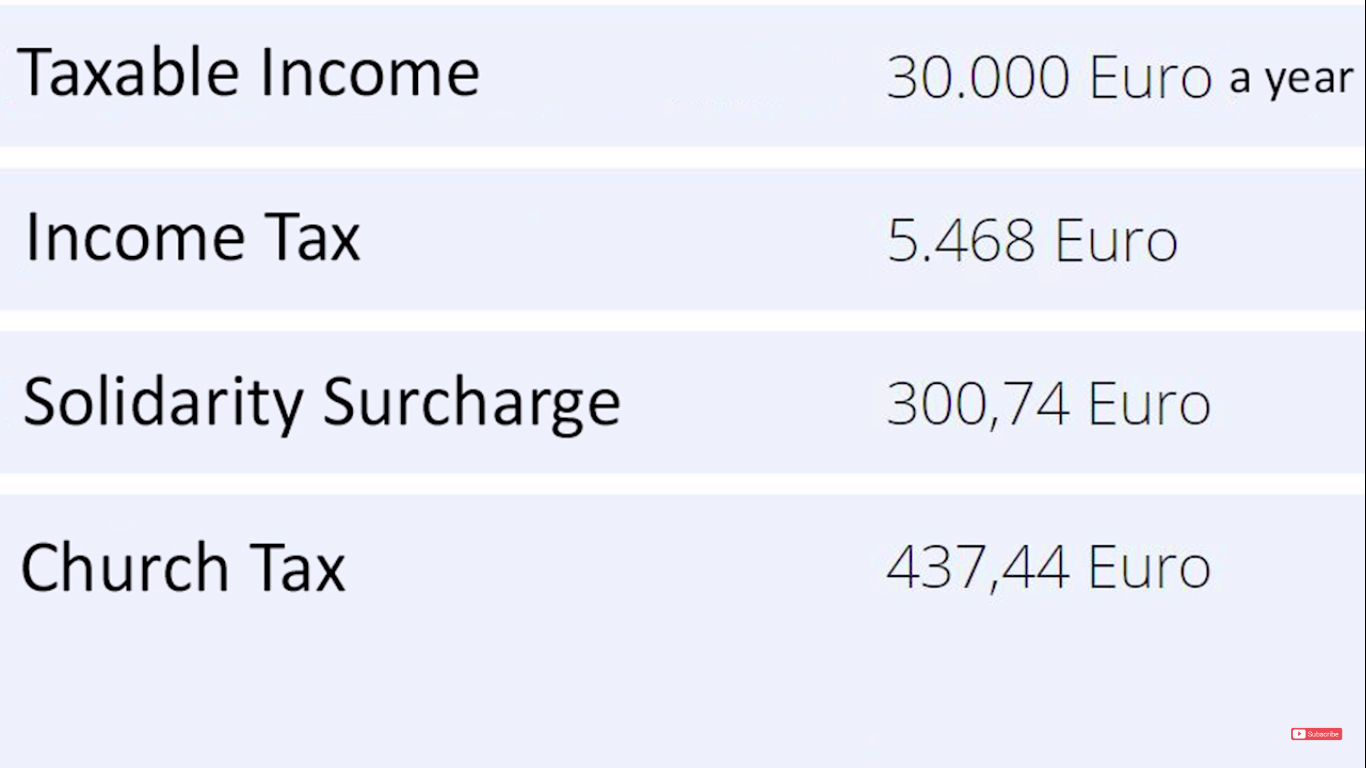 Taxable Income 30.000 Euro a year
Income Tax 5.468 Euro
Solidarity Surcharge 300,74 Euro
Church Tax 437,44 Euro
Subscribe